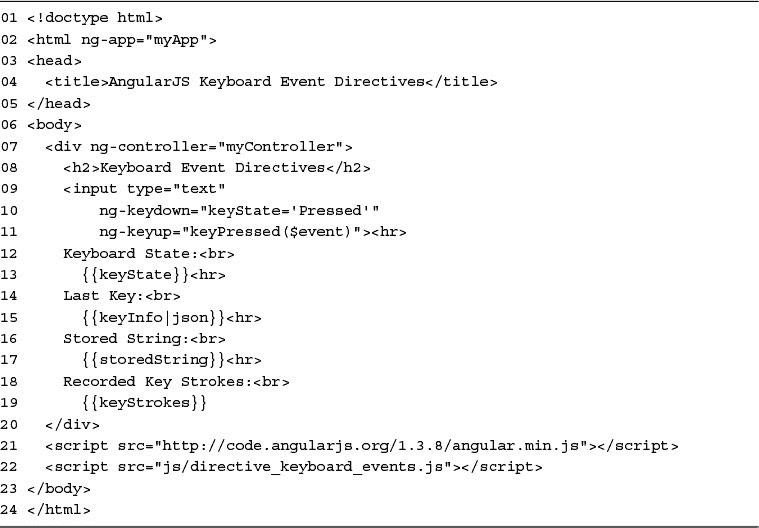 01 <!doctype html>
02 <html ng-app="myApp">
03 <head>
04   <title>AngularJS Keyboard Event Directives</title>
05 </head>
06 <body>
07   <div ng-controller="myController">
08     <h2>Keyboard Event Directives</h2>
09     <input type="text"
10         ng-keydown="keyState='Pressed'"
11         ng-keyup="keyPressed($event)"><hr>
12     Keyboard State:<br>
13       {{keyState}}<hr>
14     Last Key:<br>
15       {{keyInfo|json}}<hr>
16     Stored String:<br>
17       {{storedString}}<hr>
18     Recorded Key Strokes:<br>
19       {{keyStrokes}}
20   </div>
21   <script src="http://code.angularjs.org/1.3.8/angular.min.js"></script>
22   <script src="js/directive_keyboard_events.js"></script>
23 </body>
24 </html>